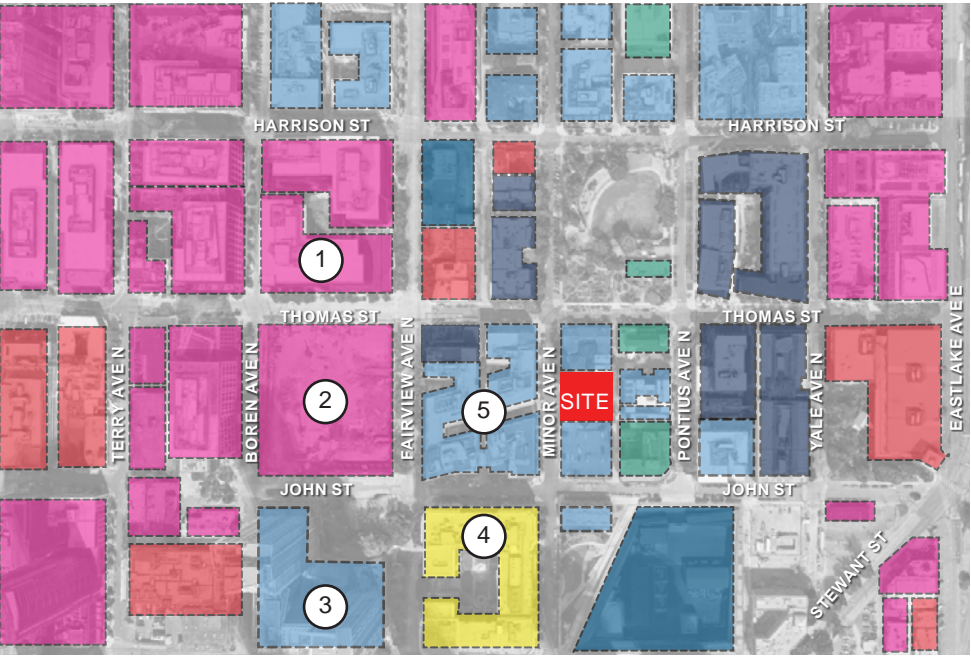 HARRISON ST
HARRISON ST
1
THOMAS ST
THOMAS ST
TERRY AVE N
BOREN AVE N
FAIRVIEW AVE N
MINOR AVE N
PONTIUS AVE N
YALE AVE N
EASTLAKE AVE E
2
5
SITE
JOHN ST
JOHN ST
4
3
STEWART ST